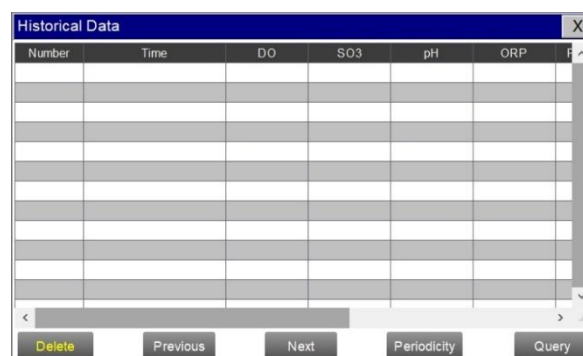 Historical Data X
Number Time DO SO3 pH ORP
Delete Previous Next Periodicity Query